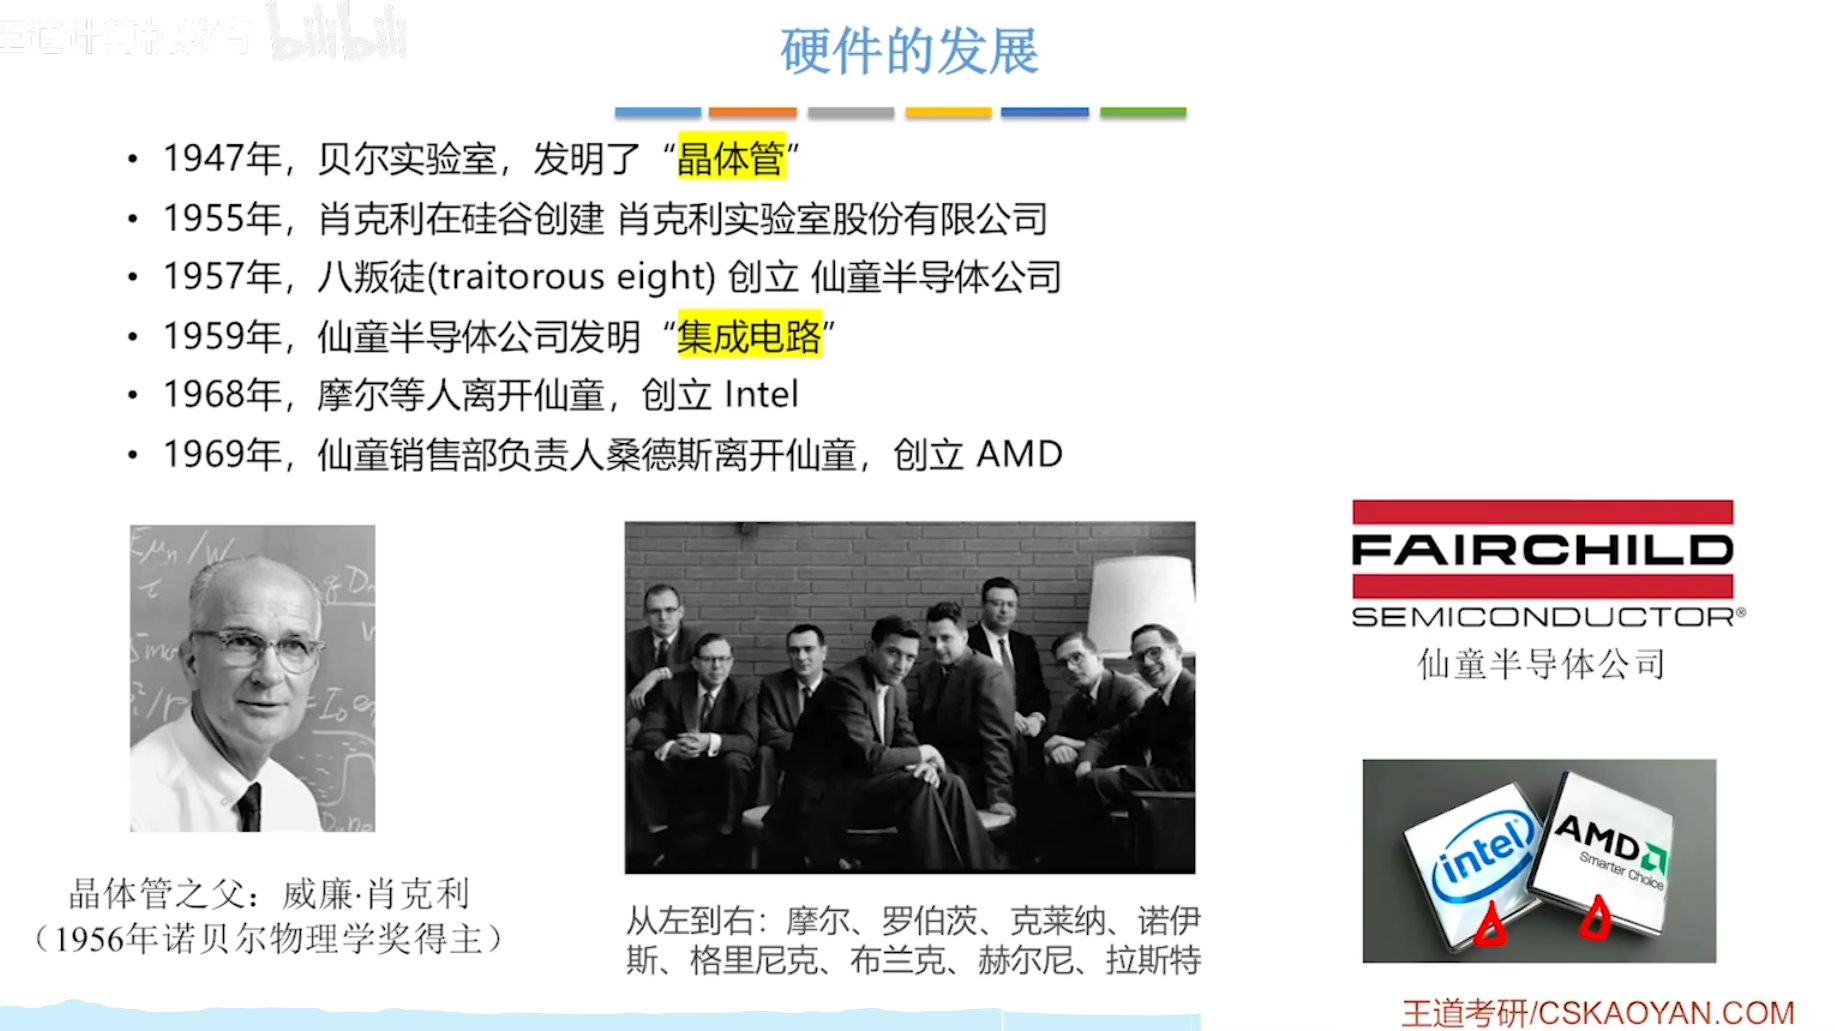 王道计算机教育 bilibili
硬件的发展
• 1947年，贝尔实验室，发明了“晶体管”
• 1955年，肖克利在硅谷创建 肖克利实验室股份有限公司
• 1957年，八叛徒(traitorous eight) 创立 仙童半导体公司
• 1959年，仙童半导体公司发明“集成电路”
• 1968年，摩尔等人离开仙童，创立 Intel
• 1969年，仙童销售部负责人桑德斯离开仙童，创立 AMD
晶体管之父：威廉·肖克利
（1956年诺贝尔物理学奖得主）
从左到右：摩尔、罗伯茨、克莱纳、诺伊
斯、格里尼克、布兰克、赫尔尼、拉斯特
FAIRCHILD
SEMICONDUCTOR®
仙童半导体公司
intel
AMD
Smarter Choice
王道考研/CSKAOYAN.COM